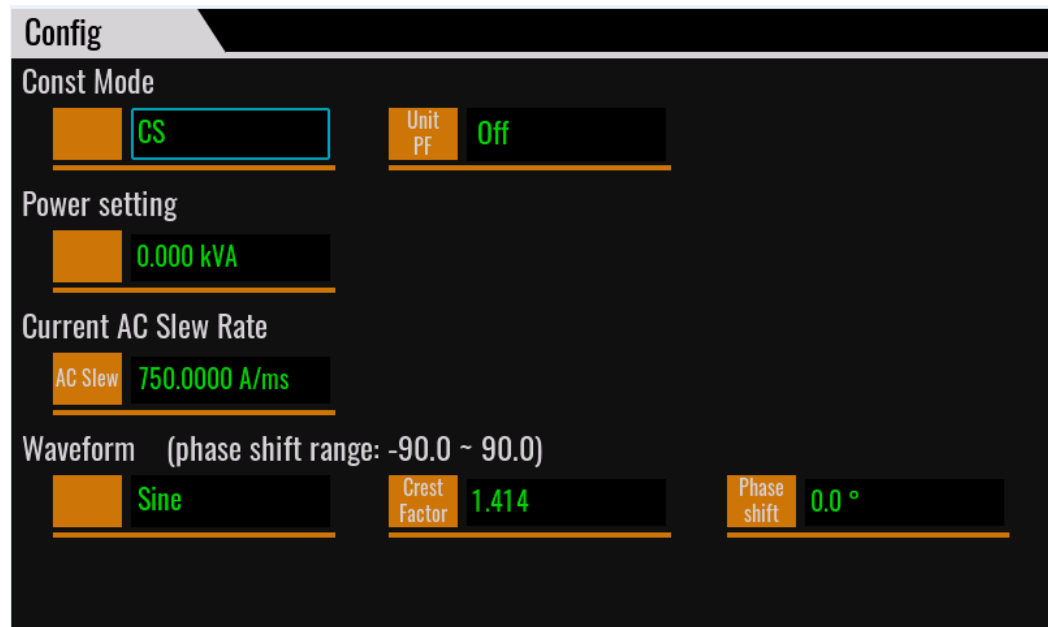 Config
Const Mode
CS
Unit
PF
Off
Power setting
0.000 kVA
Current AC Slew Rate
AC Slew
750.0000 A/ms
Waveform (phase shift range: -90.0 ~ 90.0)
Sine
Crest
Factor
1.414
Phase
shift
0.0 °